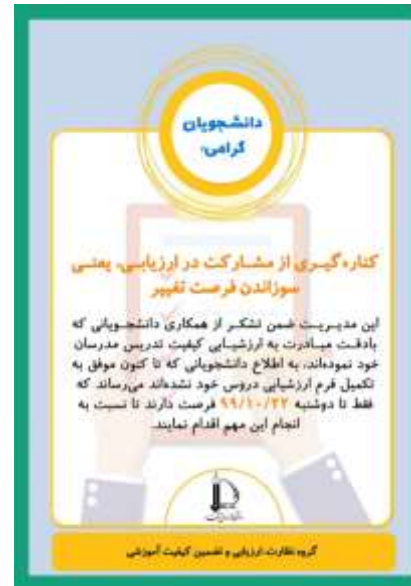 دانشجویان
گرامی؛
کناره‌گیری از مشارکت در ارزیابی، یعنی
سوزاندن فرصت تغییر
این مدیریت ضمن تشکر از همکاری دانشجویانی که
بادقت مبادرت به ارزشیابی کیفیت تدریس مدرسان
خود نموده‌اند، به اطلاع دانشجویانی که تا کنون موفق به
تکمیل فرم ارزشیابی دروس خود نشده‌اند می‌رساند که
فقط تا دوشنبه ۹۹/۱۰/۲۲ فرصت دارند تا نسبت به
انجام این مهم اقدام نمایند.
گروه نظارت، ارزیابی و تضمین کیفیت آموزشی